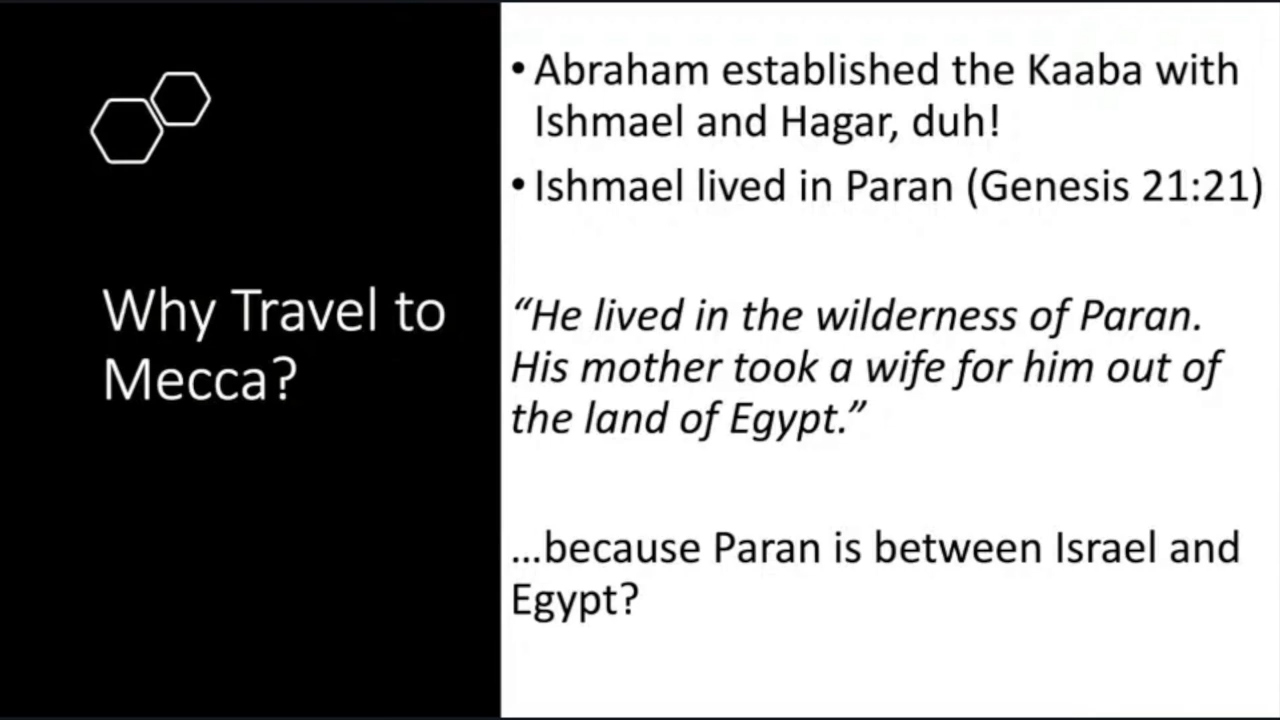 Why Travel to
Mecca?
• Abraham established the Kaaba with
Ishmael and Hagar, duh!
• Ishmael lived in Paran (Genesis 21:21)
“He lived in the wilderness of Paran.
His mother took a wife for him out of
the land of Egypt.”
...because Paran is between Israel and
Egypt?